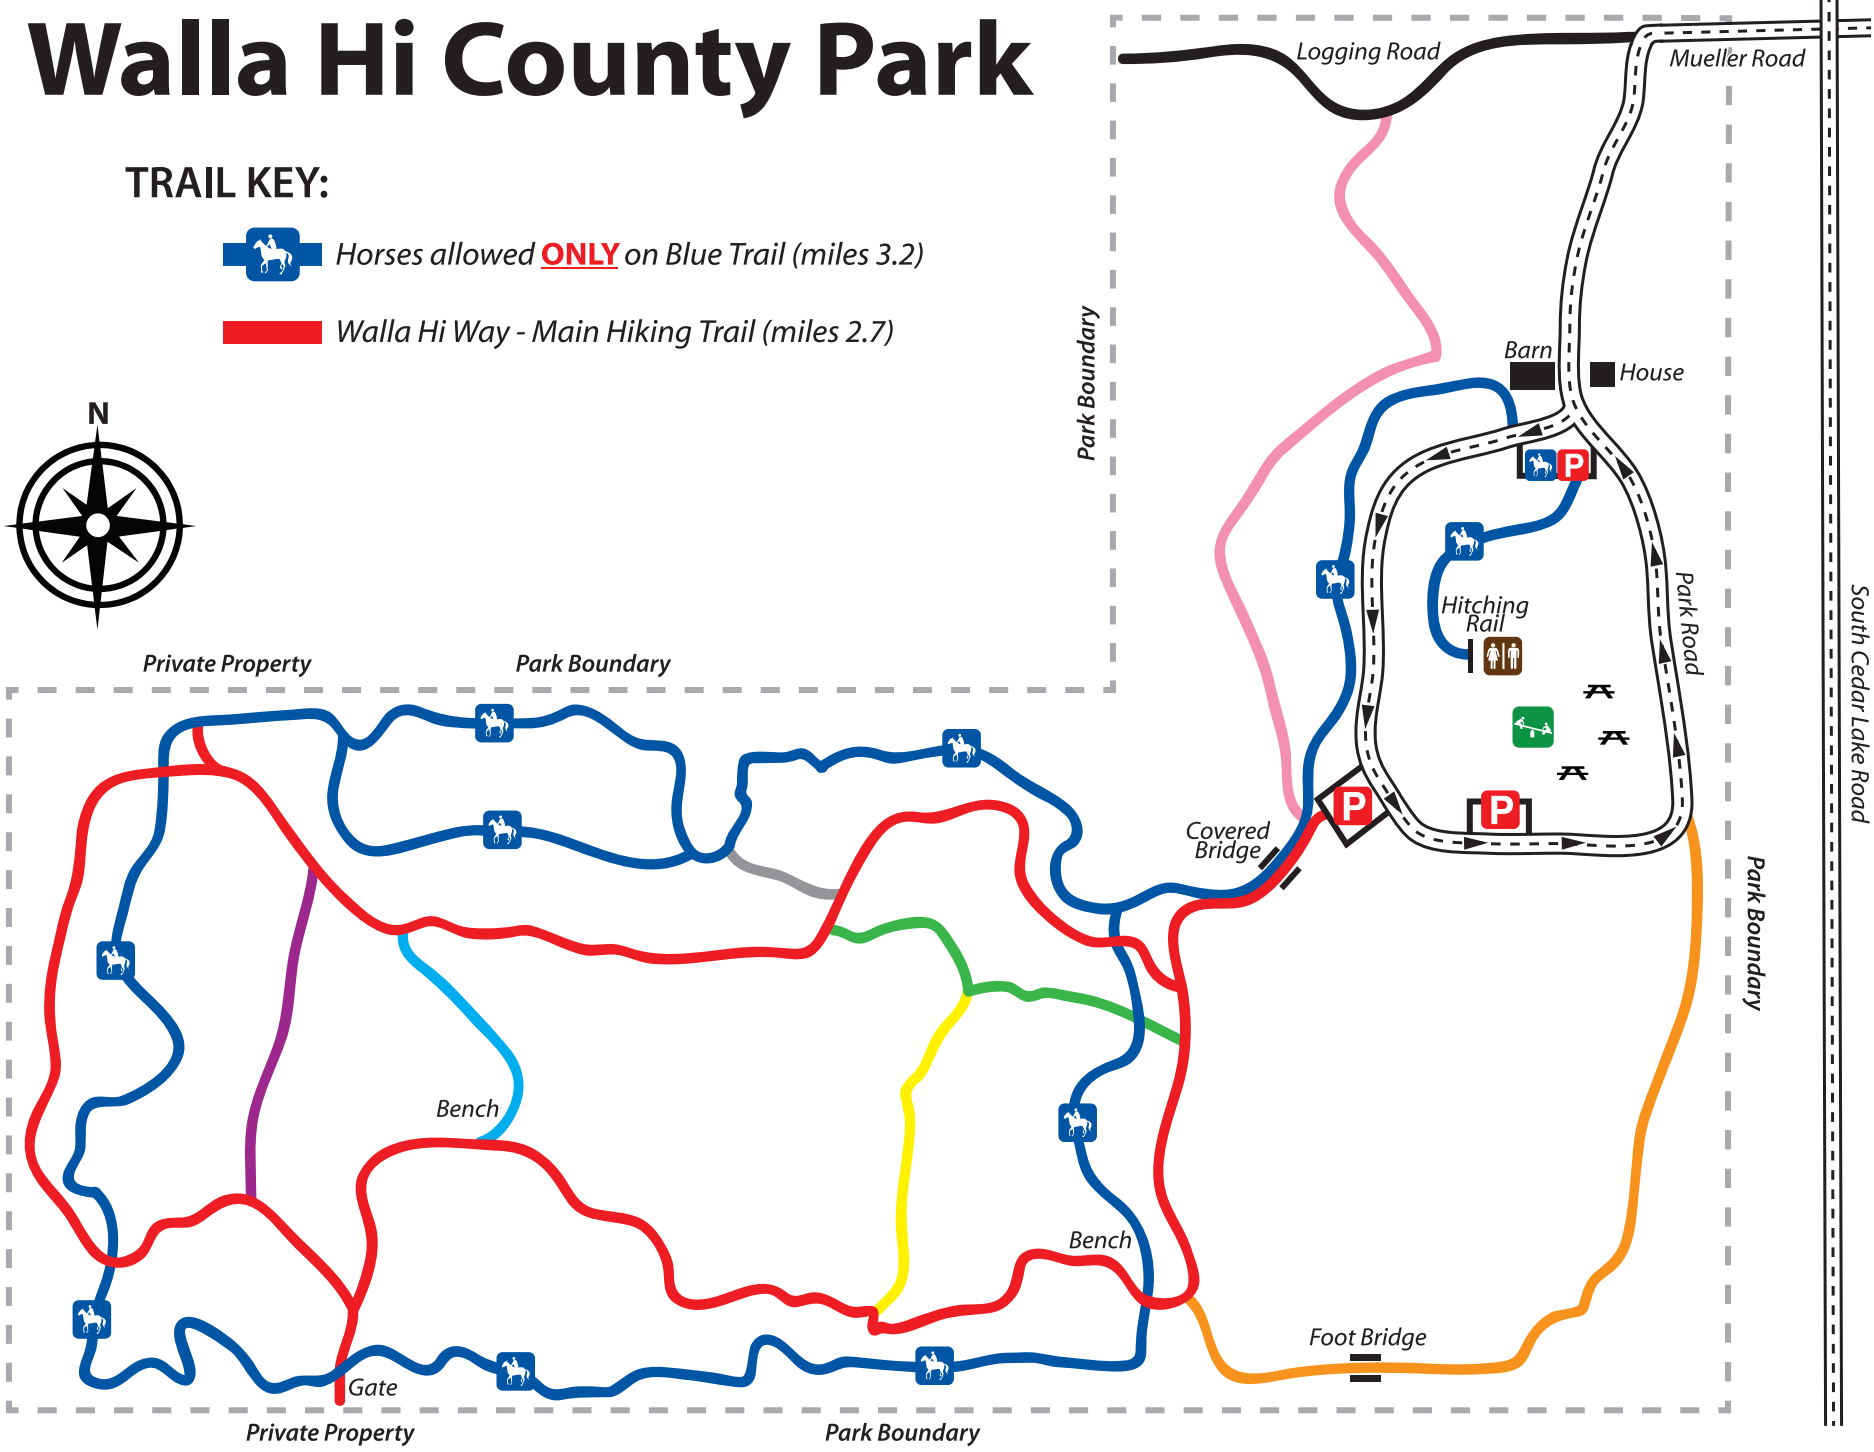 Walla Hi County Park
TRAIL KEY:
Horses allowed ONLY on Blue Trail (miles 3.2)
Walla Hi Way - Main Hiking Trail (miles 2.7)
N
Logging Road
Mueller Road
Park Boundary
Barn
House
P
Hitching
Rail
Park Road
South Cedar Lake Road
Private Property
Park Boundary
P
P
Covered
Bridge
Park Boundary
Bench
Bench
Foot Bridge
Gate
Private Property
Park Boundary